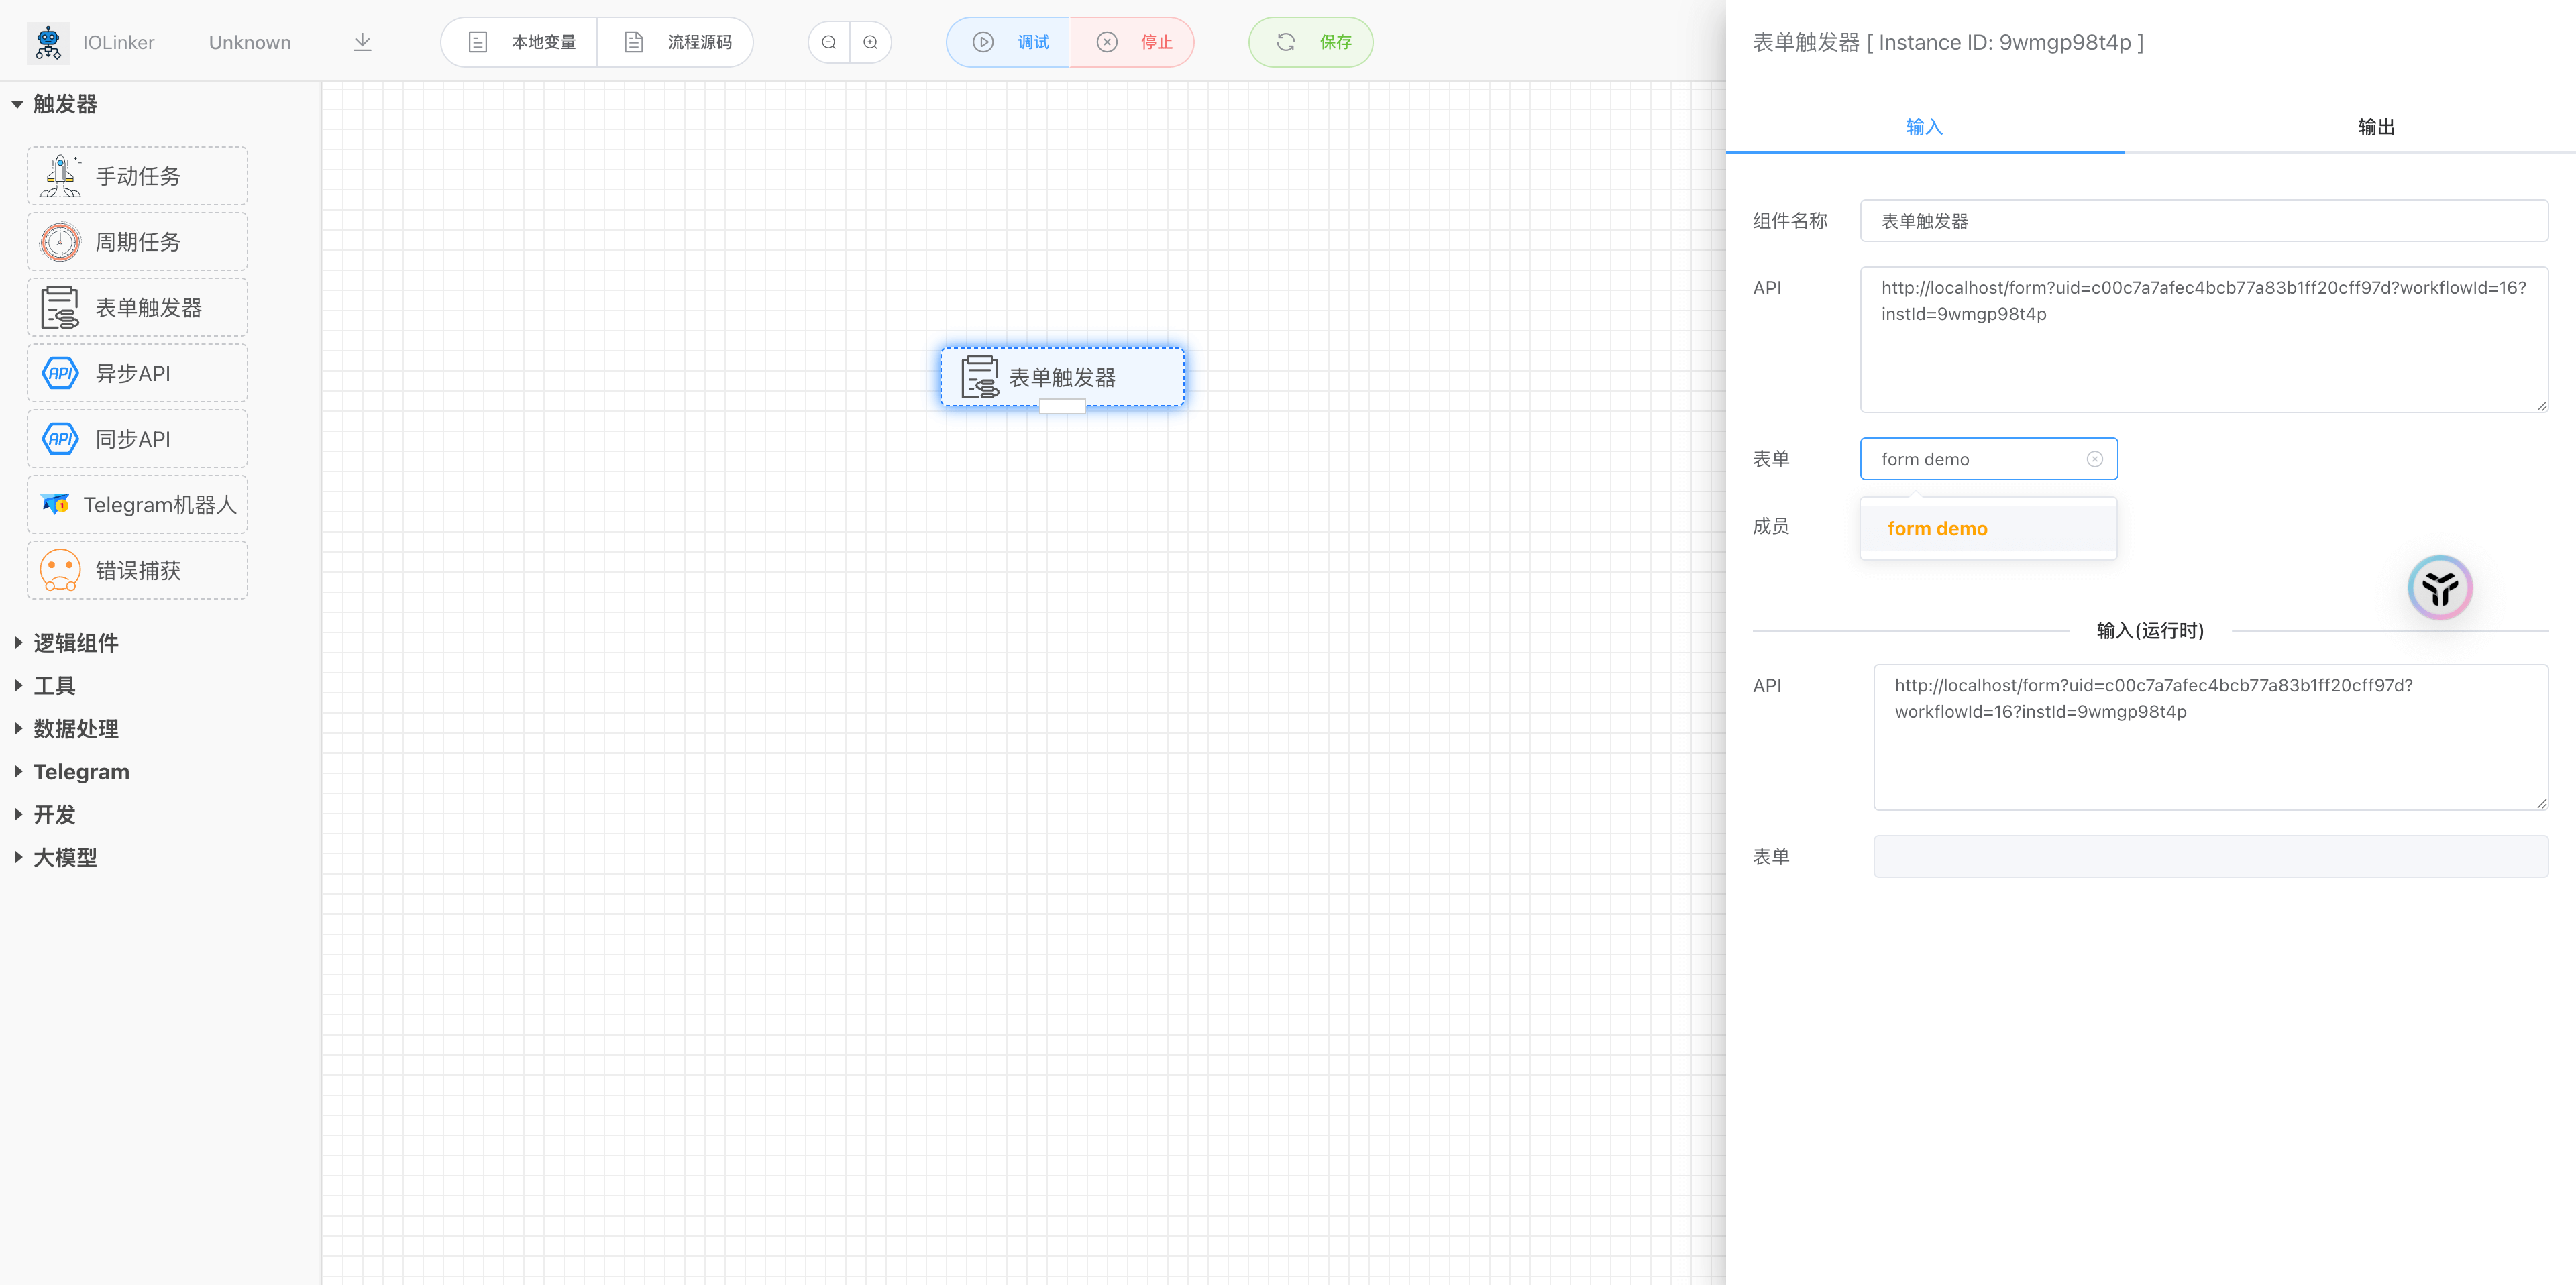 IOLinker
Unknown
本地变量
流程源码
调试
停止
保存
触发器
手动任务
周期任务
表单触发器
API
异步API
API
同步API
1
Telegram机器人
错误捕获
逻辑组件
工具
数据处理
Telegram
开发
大模型
表单触发器
表单触发器 [ Instance ID: 9wmgp98t4p ]
输入
输出
组件名称
表单触发器
API
http://localhost/form?uid=c00c7a7afec4bcb77a83b1ff20cff97d?workflowId=16?
instId=9wmgp98t4p
表单
form demo
成员
form demo
输入(运行时)
API
http://localhost/form?uid=c00c7a7afec4bcb77a83b1ff20cff97d?
workflowId=16?instId=9wmgp98t4p
表单